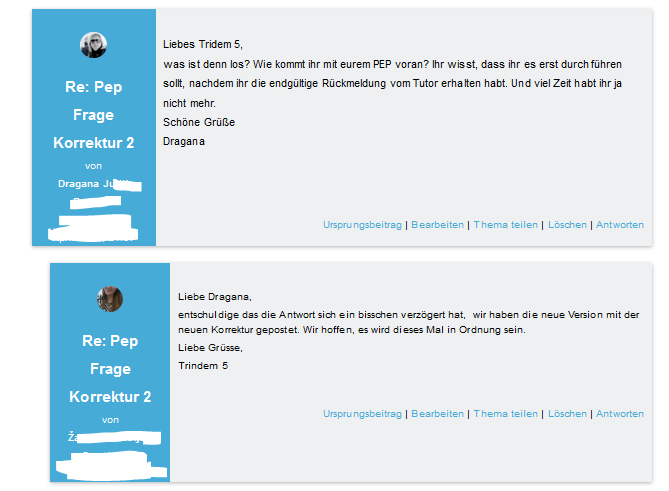 Re: Pep
Frage
Korrektur 2
von
Dragana
Liebes Tridem 5,
was ist denn los? Wie kommt ihr mit eurem PEP voran? Ihr wisst, dass ihr es erst durchführen
sollt, nachdem ihr die endgültige Rückmeldung vom Tutor erhalten habt. Und viel Zeit habt ihr ja
nicht mehr.
Schöne Grüße
Dragana
Ursprungsbeitrag | Bearbeiten | Thema teilen | Löschen | Antworten
Re: Pep
Frage
Korrektur 2
von
Liebe Dragana,
entschuldige das die Antwort sich ein bisschen verzögert hat, wir haben die neue Version mit der
neuen Korrektur gepostet. Wir hoffen, es wird dieses Mal in Ordnung sein.
Liebe Grüsse,
Trindem 5
Ursprungsbeitrag | Bearbeiten | Thema teilen | Löschen | Antworten